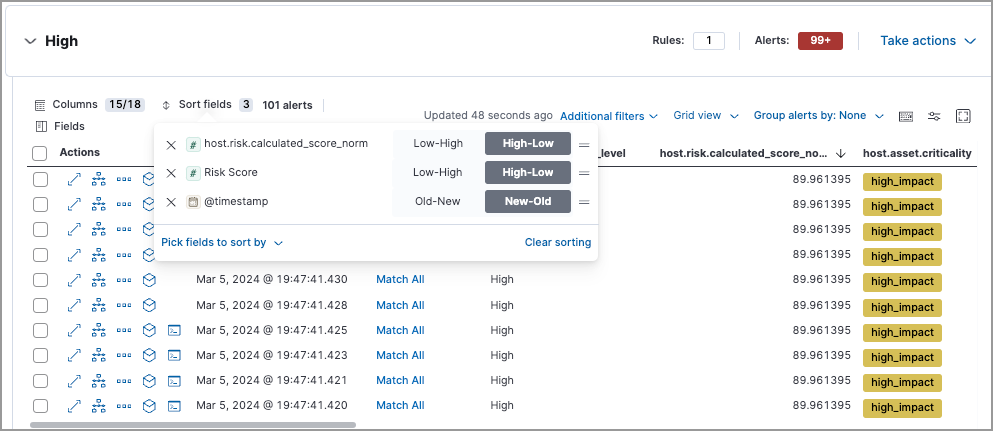 High
Rules: 1 Alerts: 99+ Take actions
Columns 15/18 Sort fields 3 101 alerts
Updated 48 seconds ago Additional filters Grid view Group alerts by: None
Fields
Actions _level host.risk.calculated_score_no... host.asset.criticality
host.risk.calculated_score_norm Low-High High-Low
Risk Score Low-High High-Low
@timestamp Old-New New-Old
Pick fields to sort by Clear sorting
89.961395 high_impact
89.961395 high_impact
89.961395 high_impact
89.961395 high_impact
Mar 5, 2024 @ 19:47:41.430 Match All High 89.961395 high_impact
Mar 5, 2024 @ 19:47:41.428 Match All High 89.961395 high_impact
Mar 5, 2024 @ 19:47:41.425 Match All High 89.961395 high_impact
Mar 5, 2024 @ 19:47:41.423 Match All High 89.961395 high_impact
Mar 5, 2024 @ 19:47:41.421 Match All High 89.961395 high_impact
Mar 5, 2024 @ 19:47:41.420 Match All High 89.961395 high_impact